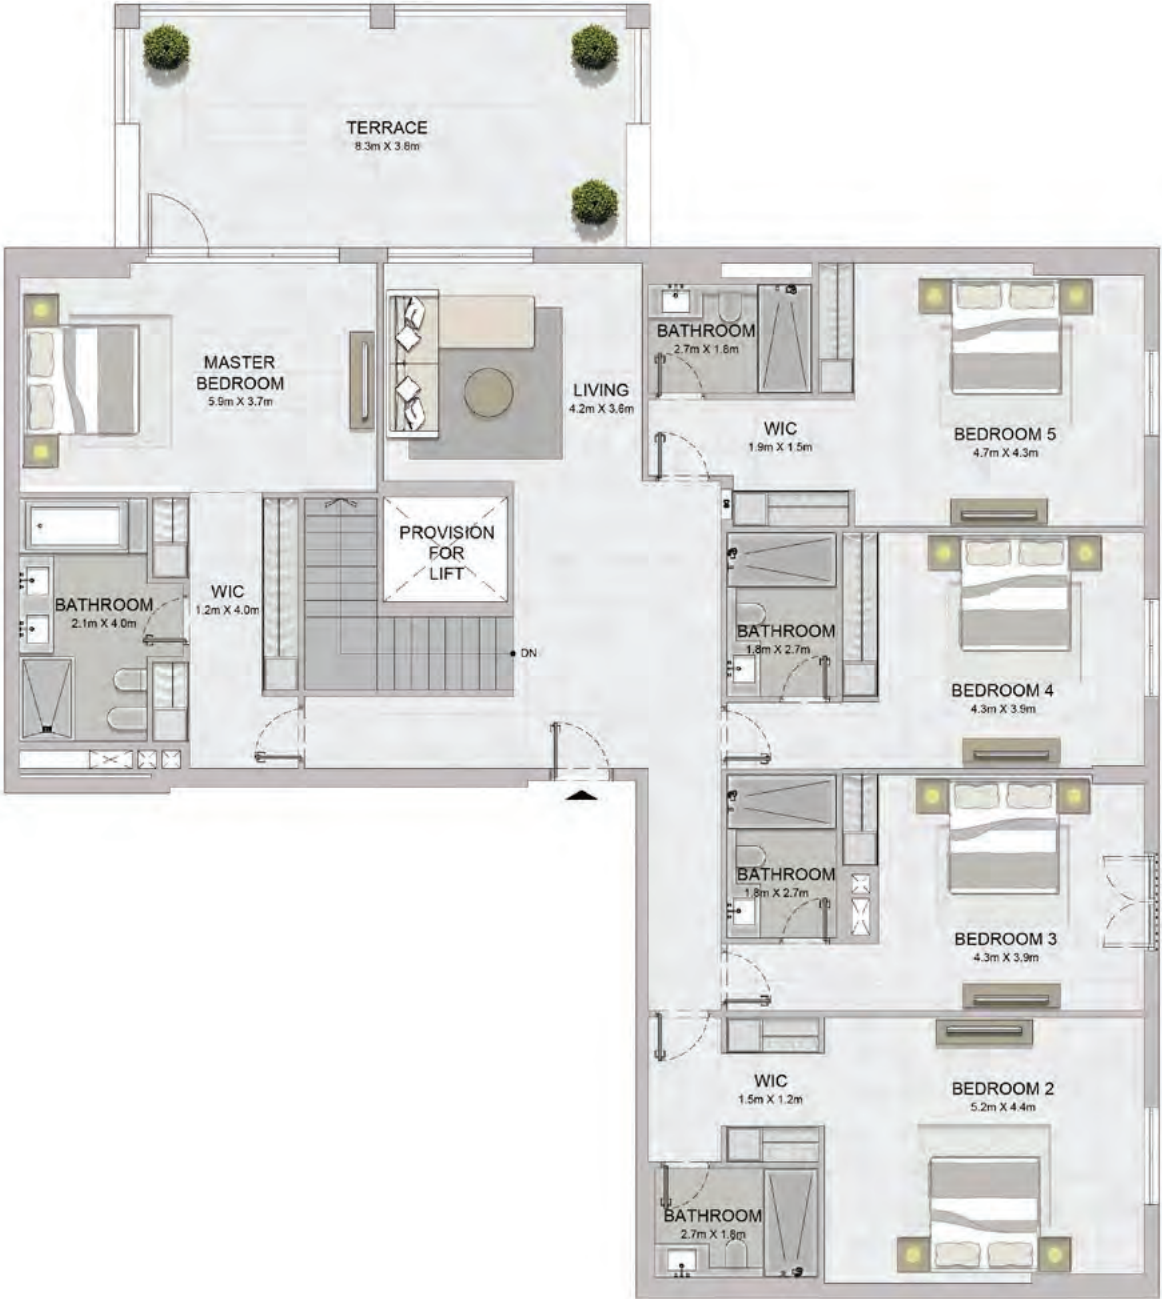 TERRACE
8.3m X 3.8m
MASTER
BEDROOM
5.9m X 3.7m
LIVING
4.2m X 3.6m
BATHROOM
2.7m X 1.8m
WIC
1.9m X 1.5m
BEDROOM 5
4.7m X 4.3m
PROVISION
FOR
LIFT
BATHROOM
2.1m X 4.0m
WIC
1.2m X 4.0m
DN
BATHROOM
1.8m X 2.7m
BEDROOM 4
4.3m X 3.9m
BATHROOM
1.8m X 2.7m
BEDROOM 3
4.3m X 3.9m
WIC
1.5m X 1.2m
BEDROOM 2
5.2m X 4.4m
BATHROOM
2.7m X 1.8m